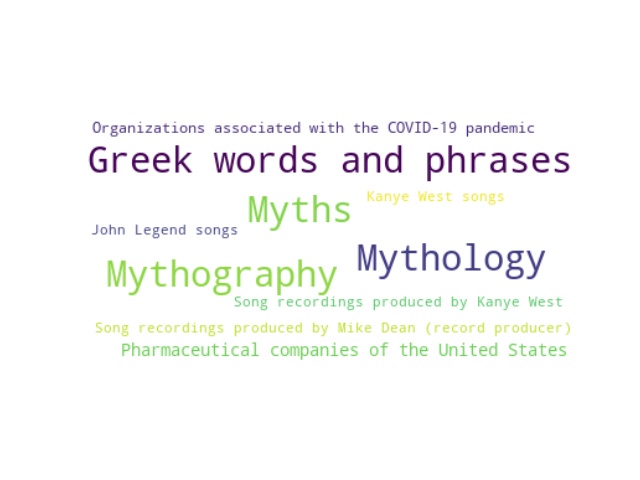 Organizations associated with the COVID-19 pandemic
Greek words and phrases
Kanye West songs
Myths
John Legend songs
Mythology
Mythography
Song recordings produced by Kanye West
Song recordings produced by Mike Dean (record producer)
Pharmaceutical companies of the United States